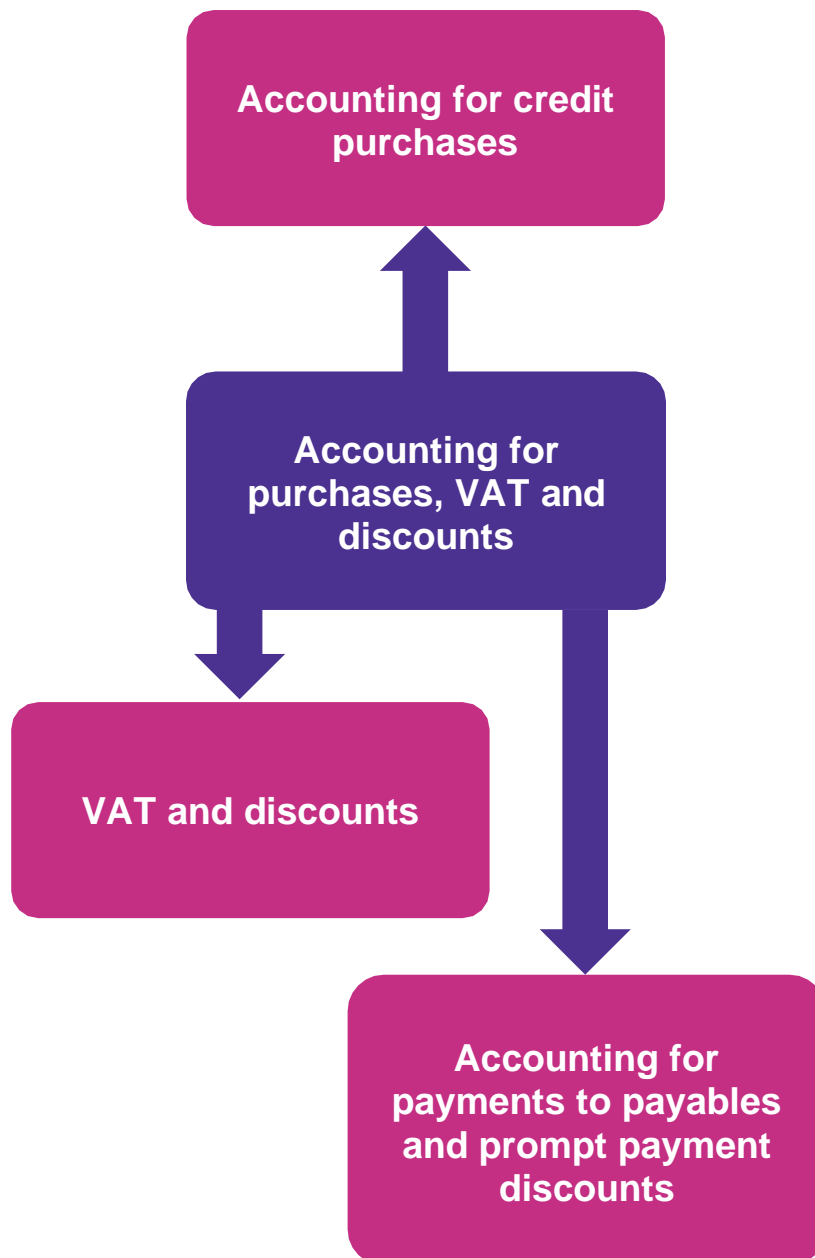 Accounting for credit
purchases
Accounting for
purchases, VAT and
discounts
VAT and discounts
Accounting for
payments to payables
and prompt payment
discounts